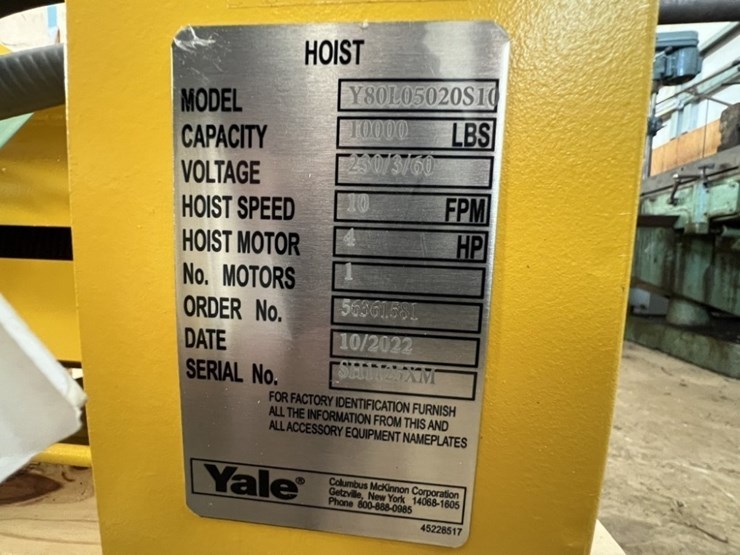 HOIST
MODEL Y80L05020S10
CAPACITY 10000 LBS
VOLTAGE 230/3/60
HOIST SPEED 10 FPM
HOIST MOTOR 4 HP
No. MOTORS 1
ORDER No.
DATE 10/2022
SERIAL No.
FOR FACTORY IDENTIFICATION FURNISH
ALL THE INFORMATION FROM THIS AND
ALL ACCESSORY EQUIPMENT NAMEPLATES
Yale®
Columbus McKinnon Corporation
Getzville, New York 14068-1605
Phone 800-888-0985
45228517